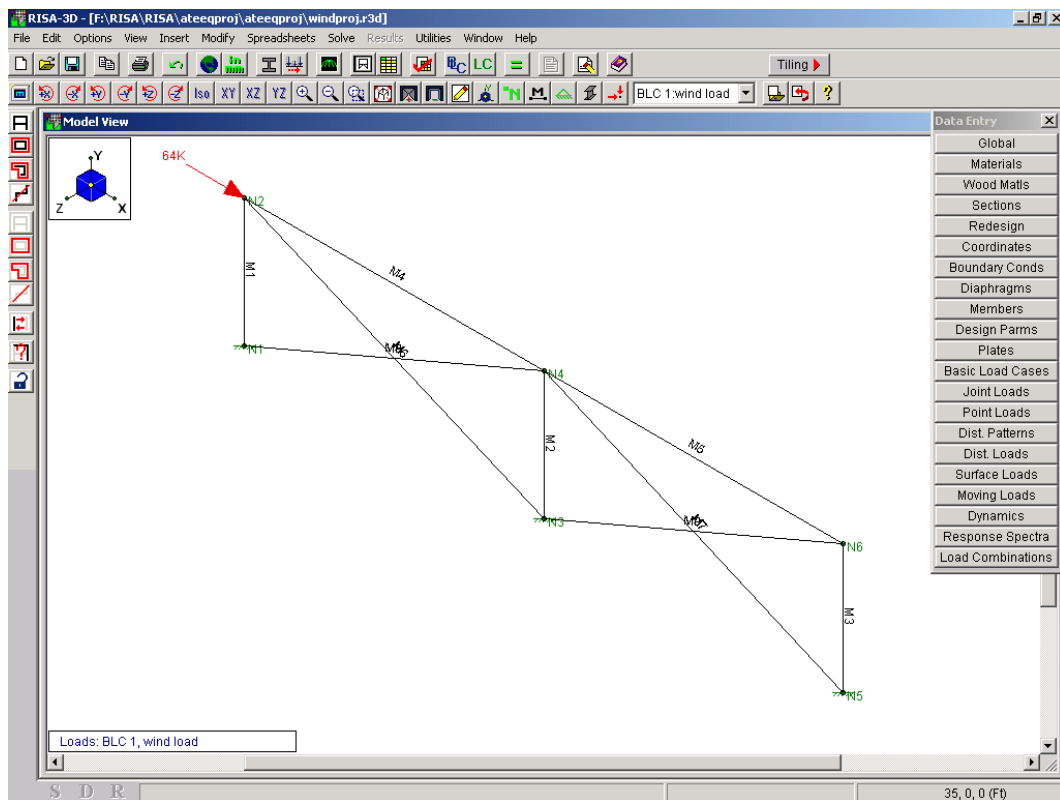 RISA-3D - [F:\RISA\RISA\ateeqproj\ateeqproj\windproj.r3d]
File Edit Options View Insert Modify Spreadsheets Solve Results Utilities Window Help
in LC = Tiling
Iso XY XZ YZ N M BLC 1:wind load ?
Model View
Data Entry
Global
Materials
Wood Matls
Sections
Redesign
Coordinates
Boundary Conds
Diaphragms
Members
Design Parms
Plates
Basic Load Cases
Joint Loads
Point Loads
Dist. Patterns
Dist. Loads
Surface Loads
Moving Loads
Dynamics
Response Spectra
Load Combinations
Y
Z X
64K
N2
M1
M4
N1
N4
M2
M6
N3
N6
M3
N5
Loads: BLC 1, wind load
S D R
35, 0, 0 (Ft)